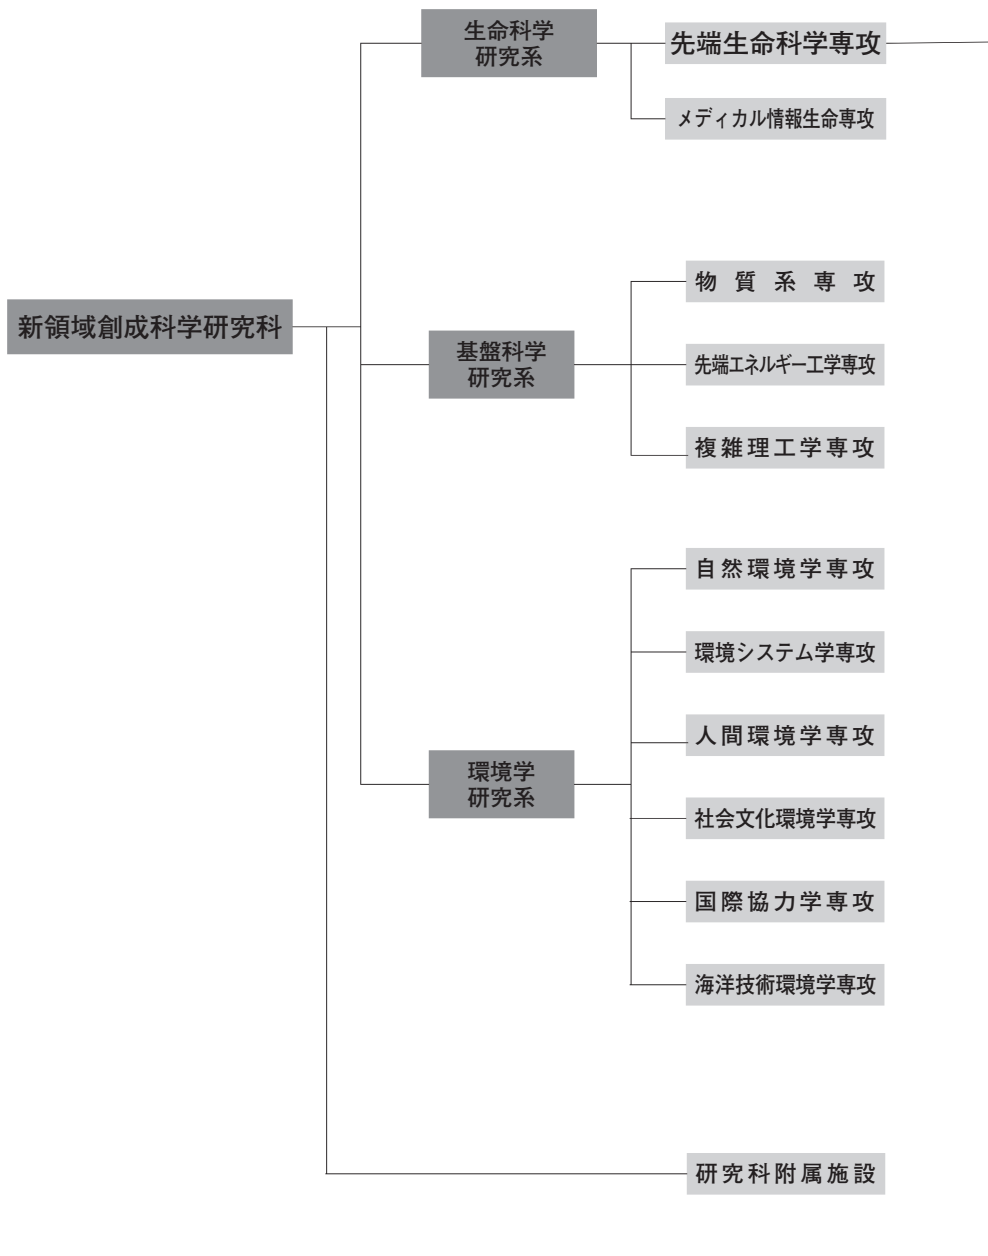 新領域創成科学研究科
生命科学
研究系
先端生命科学専攻
メディカル情報生命専攻
基盤科学
研究系
物質系専攻
先端エネルギー工学専攻
複雑理工学専攻
環境学
研究系
自然環境学専攻
環境システム学専攻
人間環境学専攻
社会文化環境学専攻
国際協力学専攻
海洋技術環境学専攻
研究科附属施設